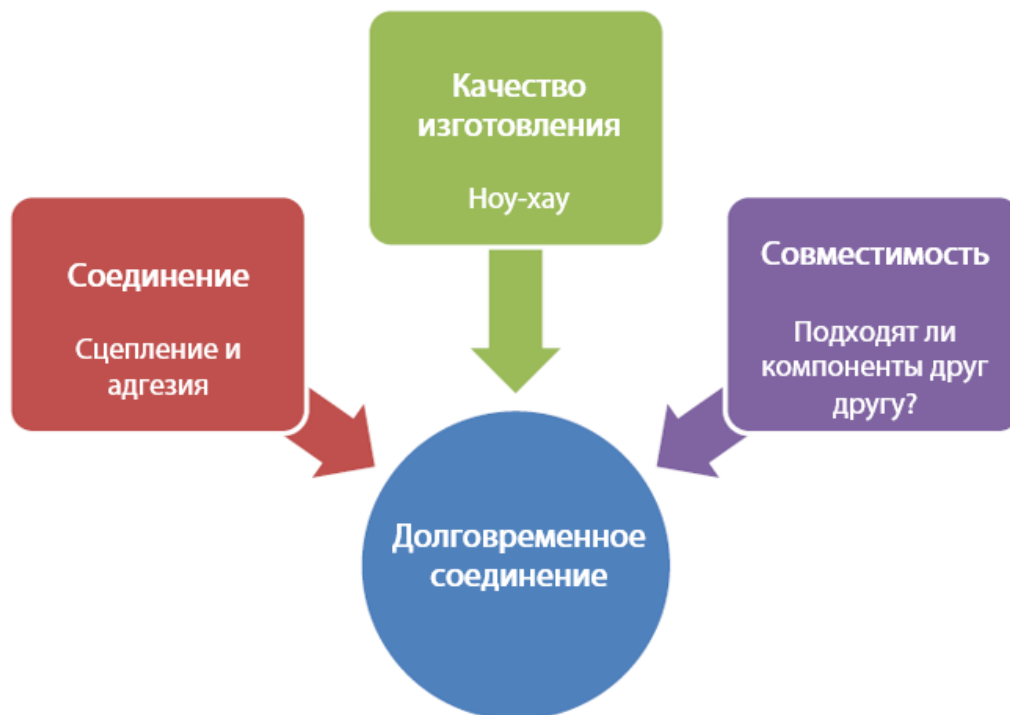 Качество
изготовления
Ноу-хау
Соединение
Сцепление и
адгезия
Совместимость
Подходят ли
компоненты друг
другу?
Долговременное
соединение